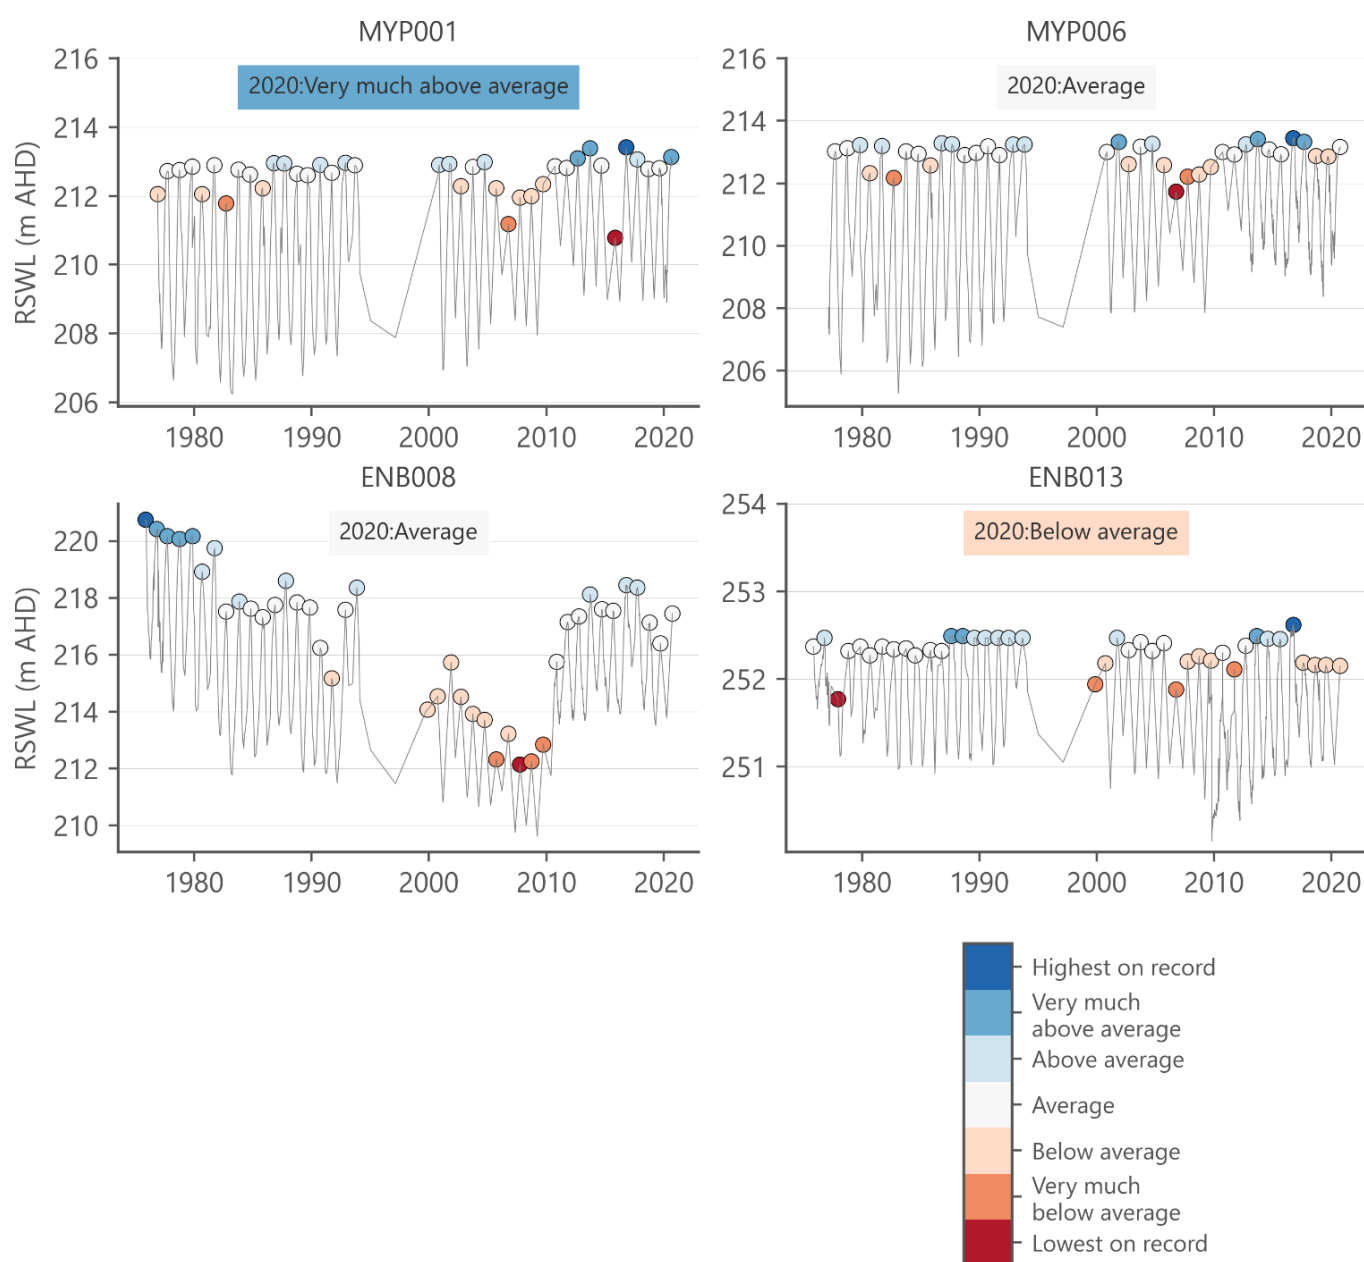 MYP001
MYP006
216
214
212
210
208
206
RSWL (m AHD)
2020:Very much above average
1980
1990
2000
2010
2020
216
214
212
210
208
206
2020:Average
1980
1990
2000
2010
2020
ENB008
ENB013
220
218
216
214
212
210
RSWL (m AHD)
2020:Average
1980
1990
2000
2010
2020
254
253
252
251
2020:Below average
1980
1990
2000
2010
2020
Highest on record
Very much
above average
Above average
Average
Below average
Very much
below average
Lowest on record